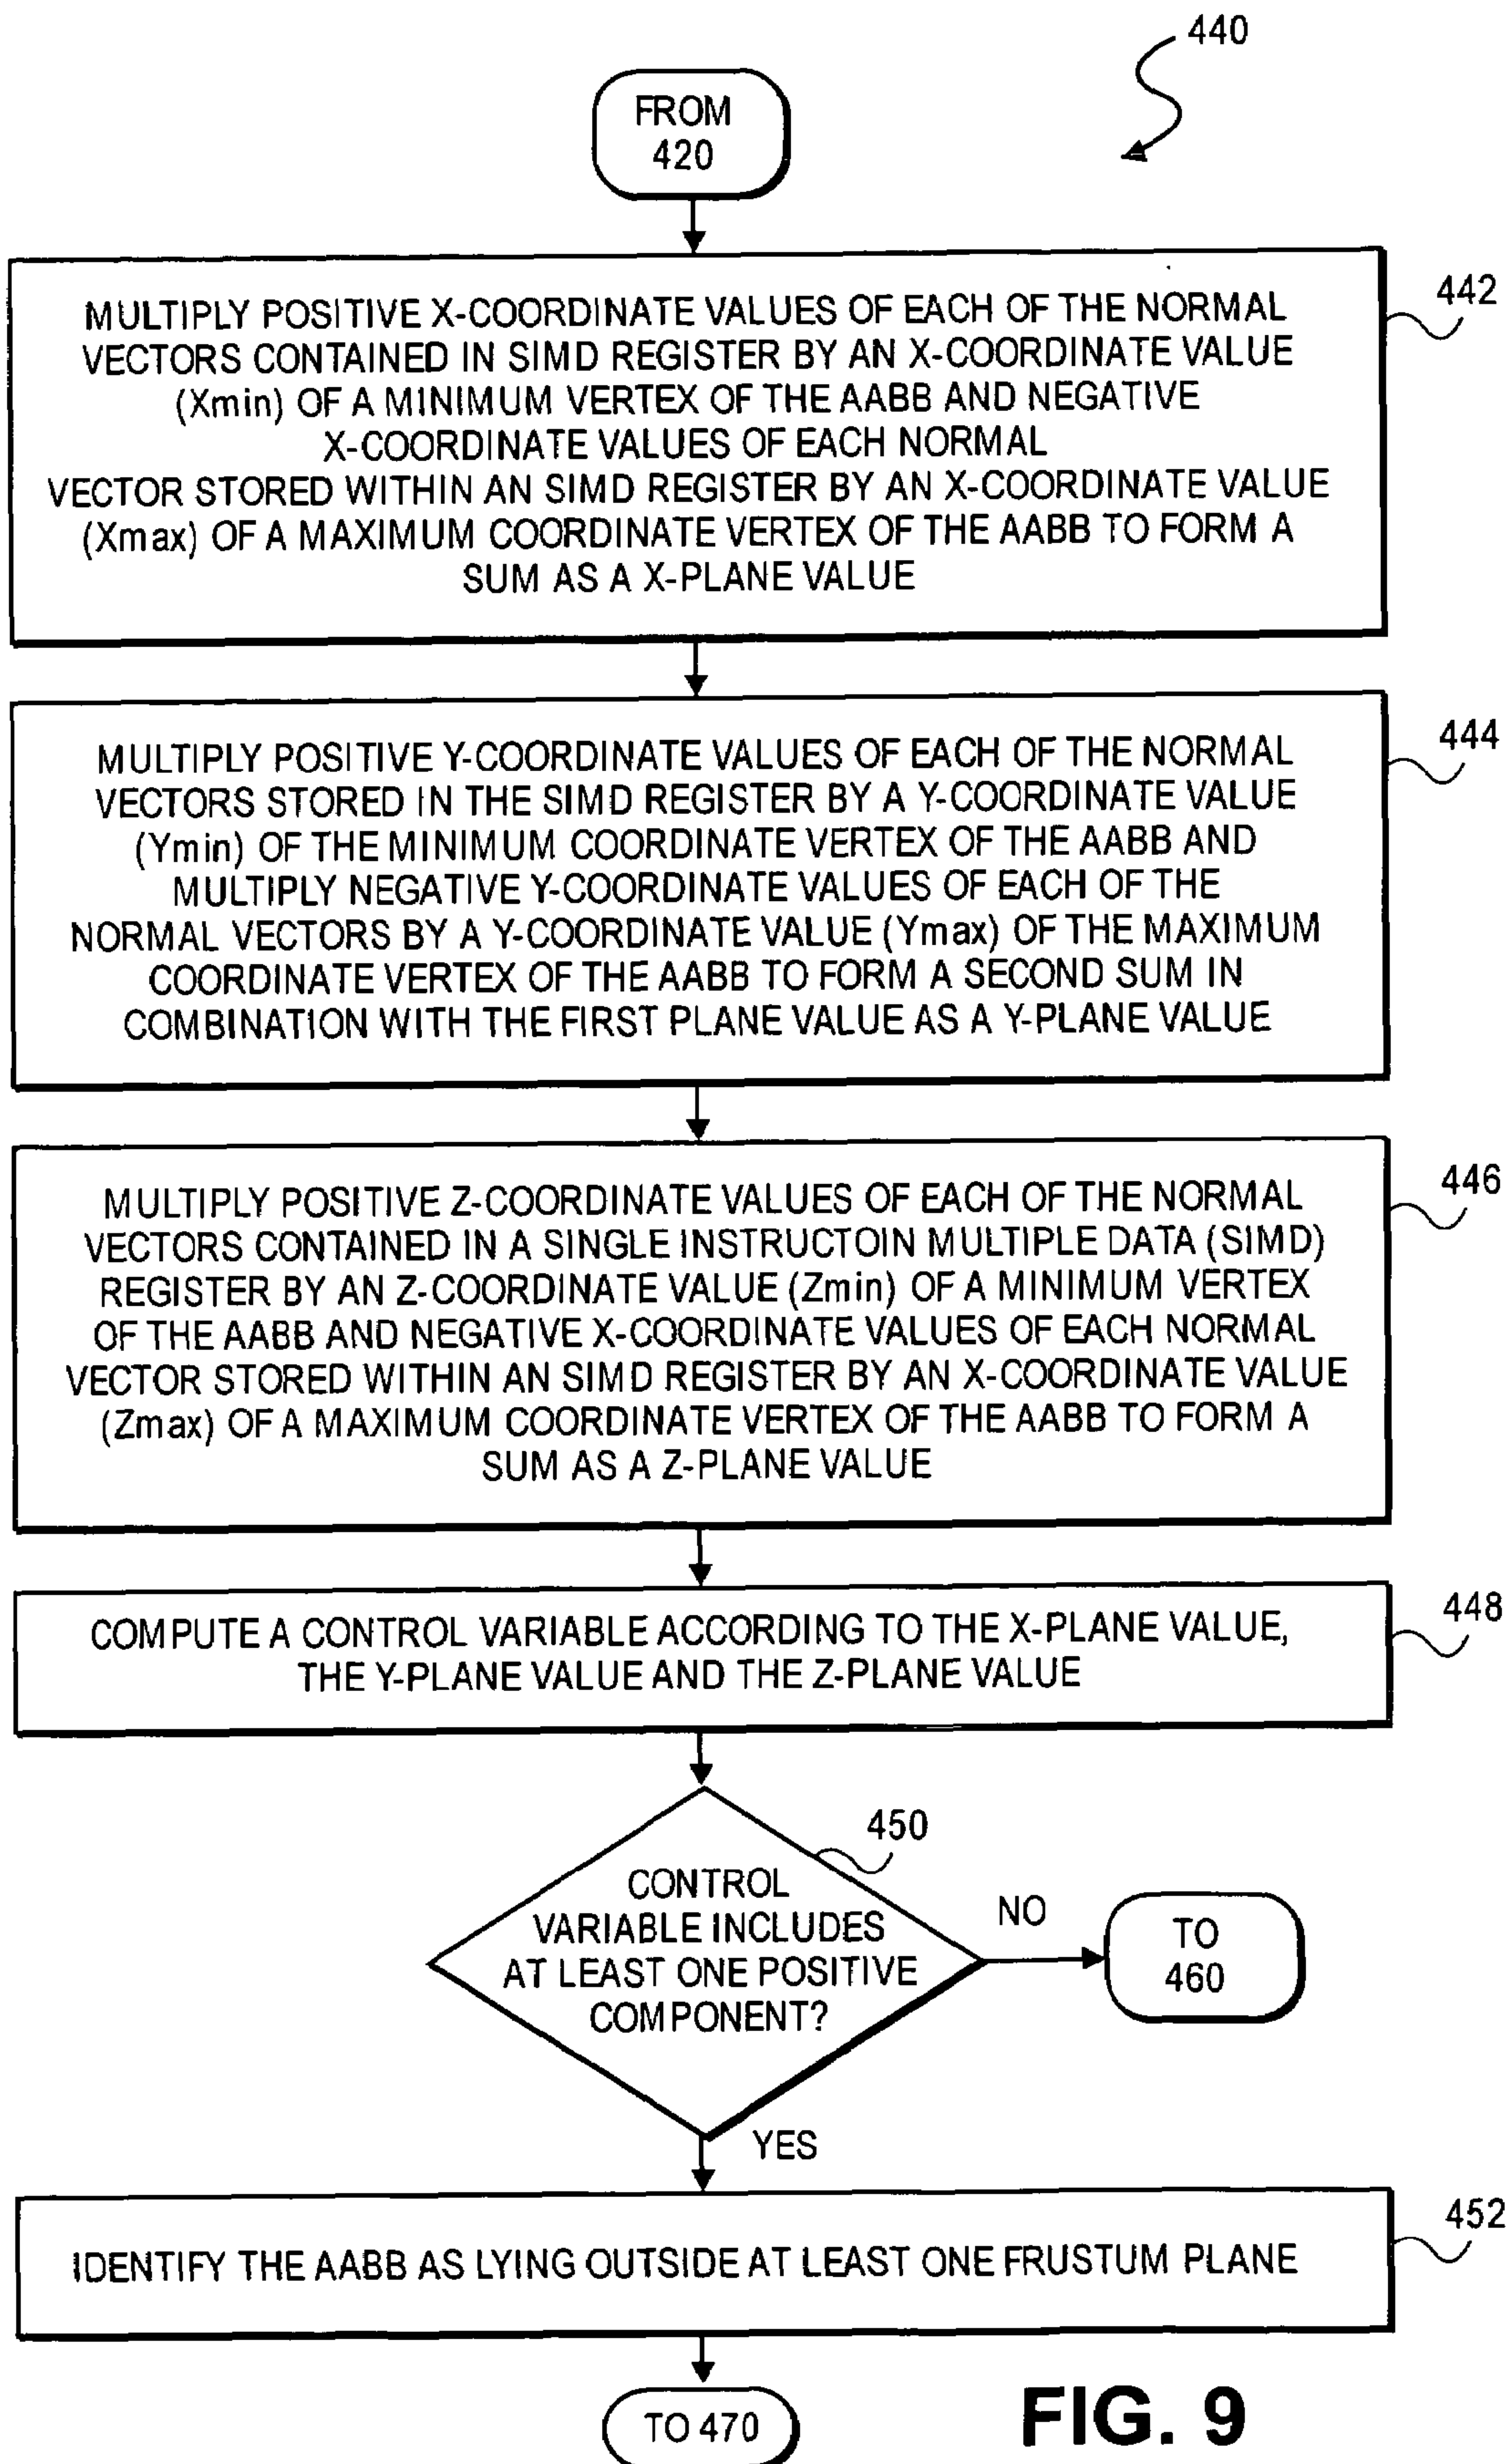 440
FROM
420
442
MULTIPLY POSITIVE X-COORDINATE VALUES OF EACH OF THE NORMAL
VECTORS CONTAINED IN SIMD REGISTER BY AN X-COORDINATE VALUE
(Xmin) OF A MINIMUM VERTEX OF THE AABB AND NEGATIVE
X-COORDINATE VALUES OF EACH NORMAL
VECTOR STORED WITHIN AN SIMD REGISTER BY AN X-COORDINATE VALUE
(Xmax) OF A MAXIMUM COORDINATE VERTEX OF THE AABB TO FORM A
SUM AS A X-PLANE VALUE
444
MULTIPLY POSITIVE Y-COORDINATE VALUES OF EACH OF THE NORMAL
VECTORS STORED IN THE SIMD REGISTER BY A Y-COORDINATE VALUE
(Ymin) OF THE MINIMUM COORDINATE VERTEX OF THE AABB AND
MULTIPLY NEGATIVE Y-COORDINATE VALUES OF EACH OF THE
NORMAL VECTORS BY A Y-COORDINATE VALUE (Ymax) OF THE MAXIMUM
COORDINATE VERTEX OF THE AABB TO FORM A SECOND SUM IN
COMBINATION WITH THE FIRST PLANE VALUE AS A Y-PLANE VALUE
446
MULTIPLY POSITIVE Z-COORDINATE VALUES OF EACH OF THE NORMAL
VECTORS CONTAINED IN A SINGLE INSTRUCTOIN MULTIPLE DATA (SIMD)
REGISTER BY AN Z-COORDINATE VALUE (Zmin) OF A MINIMUM VERTEX
OF THE AABB AND NEGATIVE X-COORDINATE VALUES OF EACH NORMAL
VECTOR STORED WITHIN AN SIMD REGISTER BY AN X-COORDINATE VALUE
(Zmax) OF A MAXIMUM COORDINATE VERTEX OF THE AABB TO FORM A
SUM AS A Z-PLANE VALUE
448
COMPUTE A CONTROL VARIABLE ACCORDING TO THE X-PLANE VALUE,
THE Y-PLANE VALUE AND THE Z-PLANE VALUE
450
CONTROL
VARIABLE INCLUDES
AT LEAST ONE POSITIVE
COMPONENT?
NO
TO
460
YES
452
IDENTIFY THE AABB AS LYING OUTSIDE AT LEAST ONE FRUSTUM PLANE
TO 470
FIG. 9